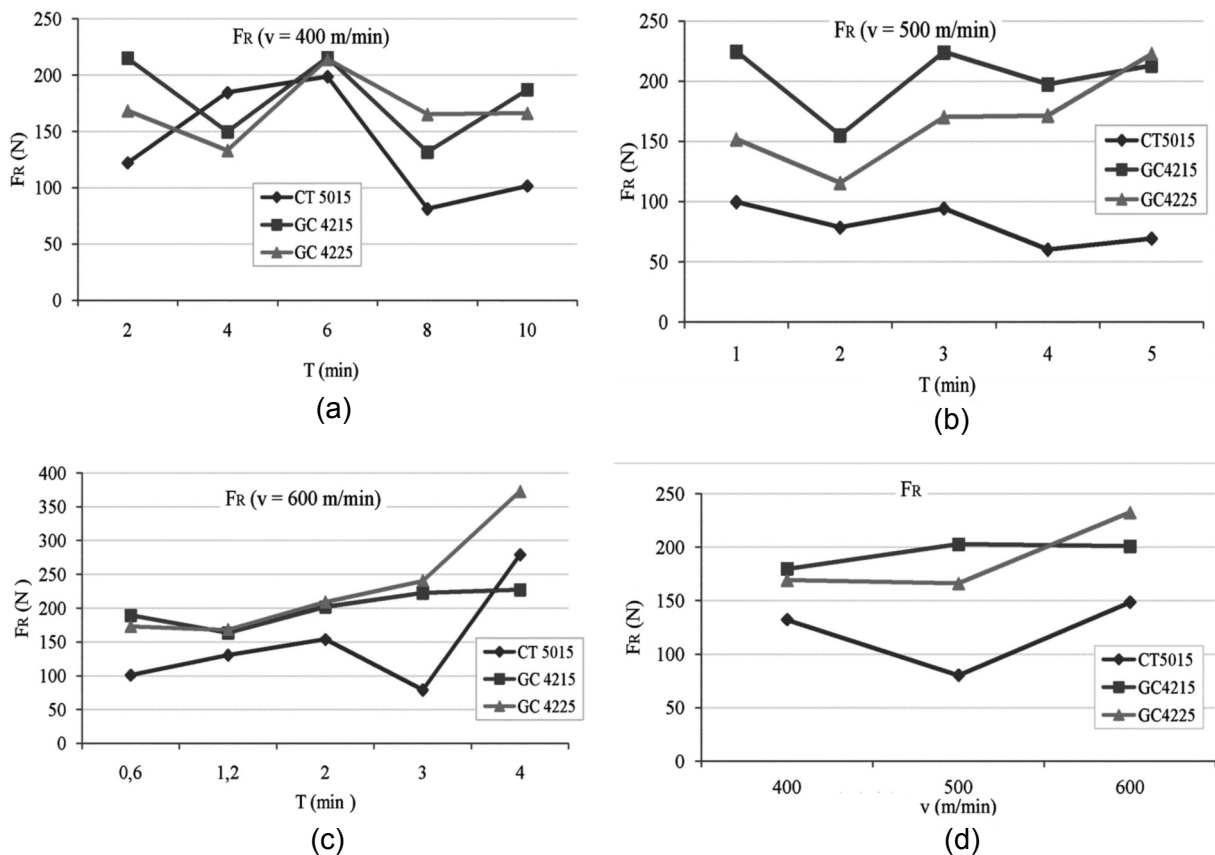 FR (v = 400 m/min)
250
200
150
100
50
0
FR (N)
CT 5015
GC 4215
GC 4225
2 4 6 8 10
T (min)
(a)
FR (v = 500 m/min)
250
200
150
100
50
0
FR (N)
CT5015
GC4215
GC4225
1 2 3 4 5
T (min)
(b)
FR (v = 600 m/min)
400
350
300
250
200
150
100
50
0
FR (N )
CT 5015
GC 4215
GC 4225
0,6 1,2 2 3 4
T (min )
(c)
FR
250
200
150
100
50
0
FR (N)
CT5015
GC4215
GC4225
400 500 600
v (m/min)
(d)